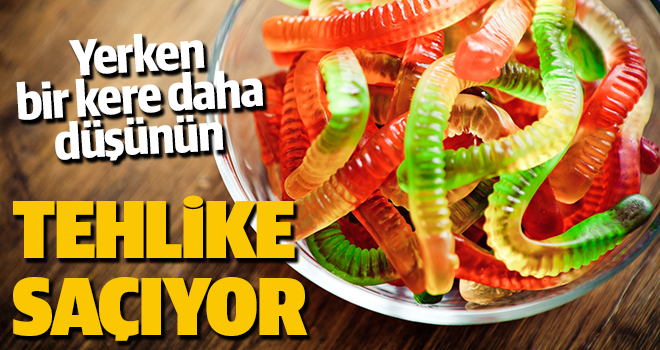 Yerken
bir kere daha
düşünün
TEHLİKE
SAÇIYOR